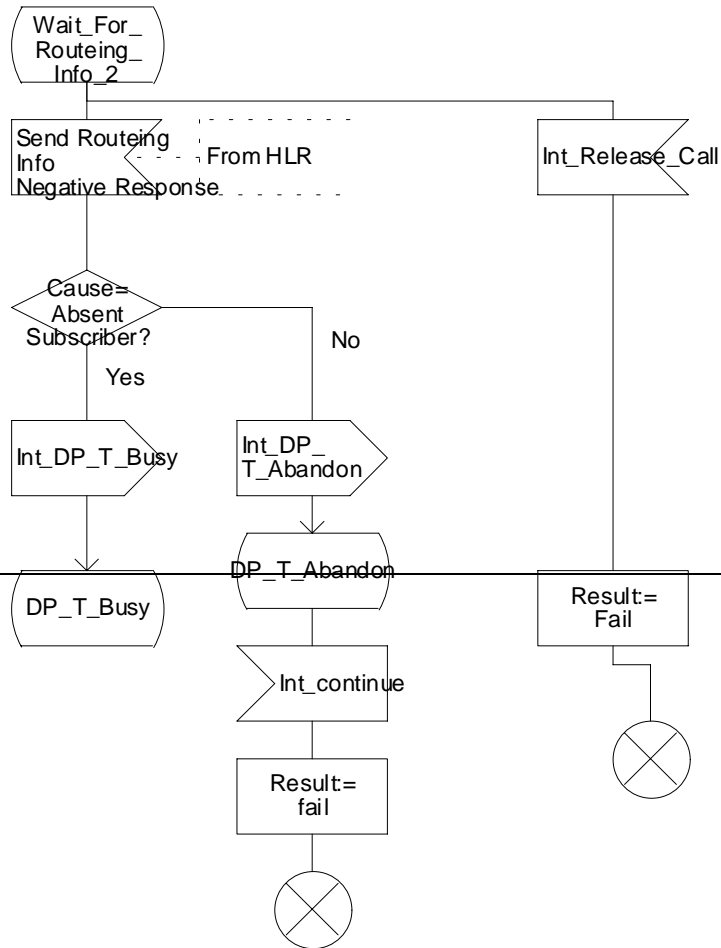 Wait_For_
Routeing_
Info_2
Send Routeing
Info
Negative Response
From HLR
Int_Release_Call
Cause=
Absent
Subscriber?
No
Yes
Int_DP_T_Busy
Int_DP_
T_Abandon
DP_T_Busy
DP_T_Abandon
Result:=
Fail
Int_continue
Result:=
fail